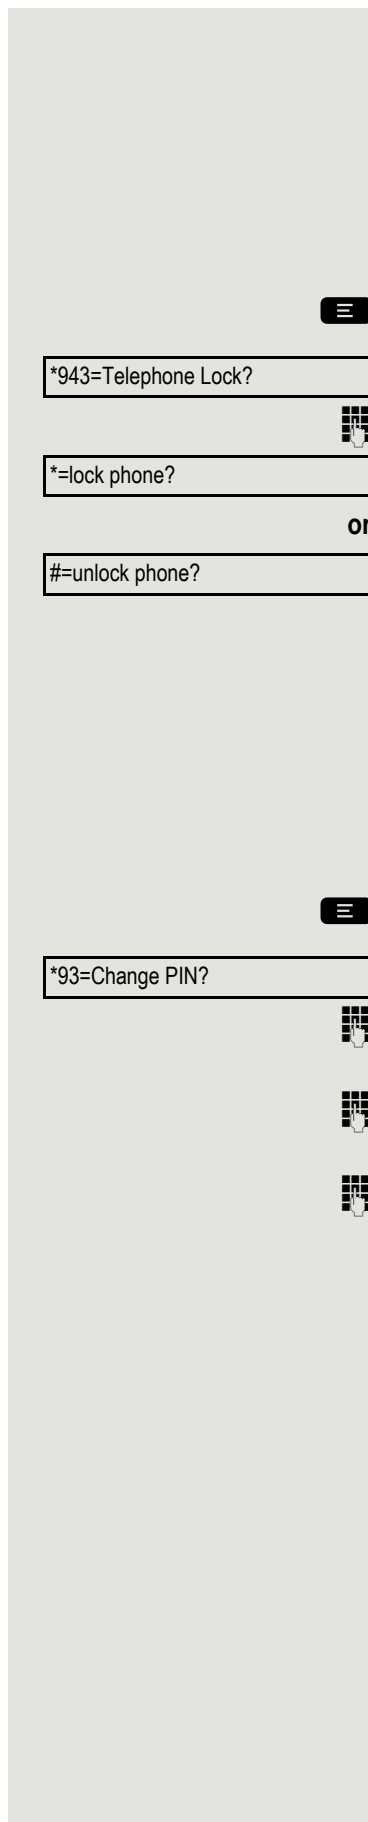 *943=Telephone Lock?
*=lock phone?
or
#=unlock phone?
*93=Change PIN?